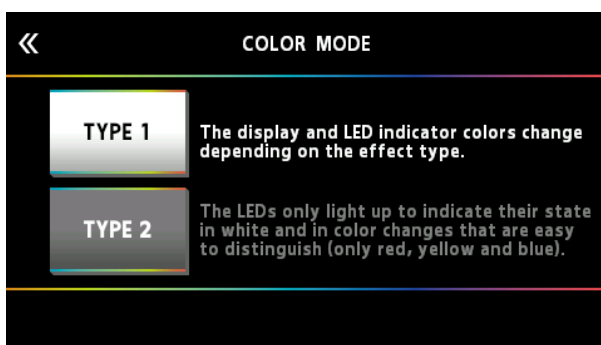 COLOR MODE
TYPE 1
The display and LED indicator colors change
depending on the effect type.
TYPE 2
The LEDs only light up to indicate their state
in white and in color changes that are easy
to distinguish (only red, yellow and blue).